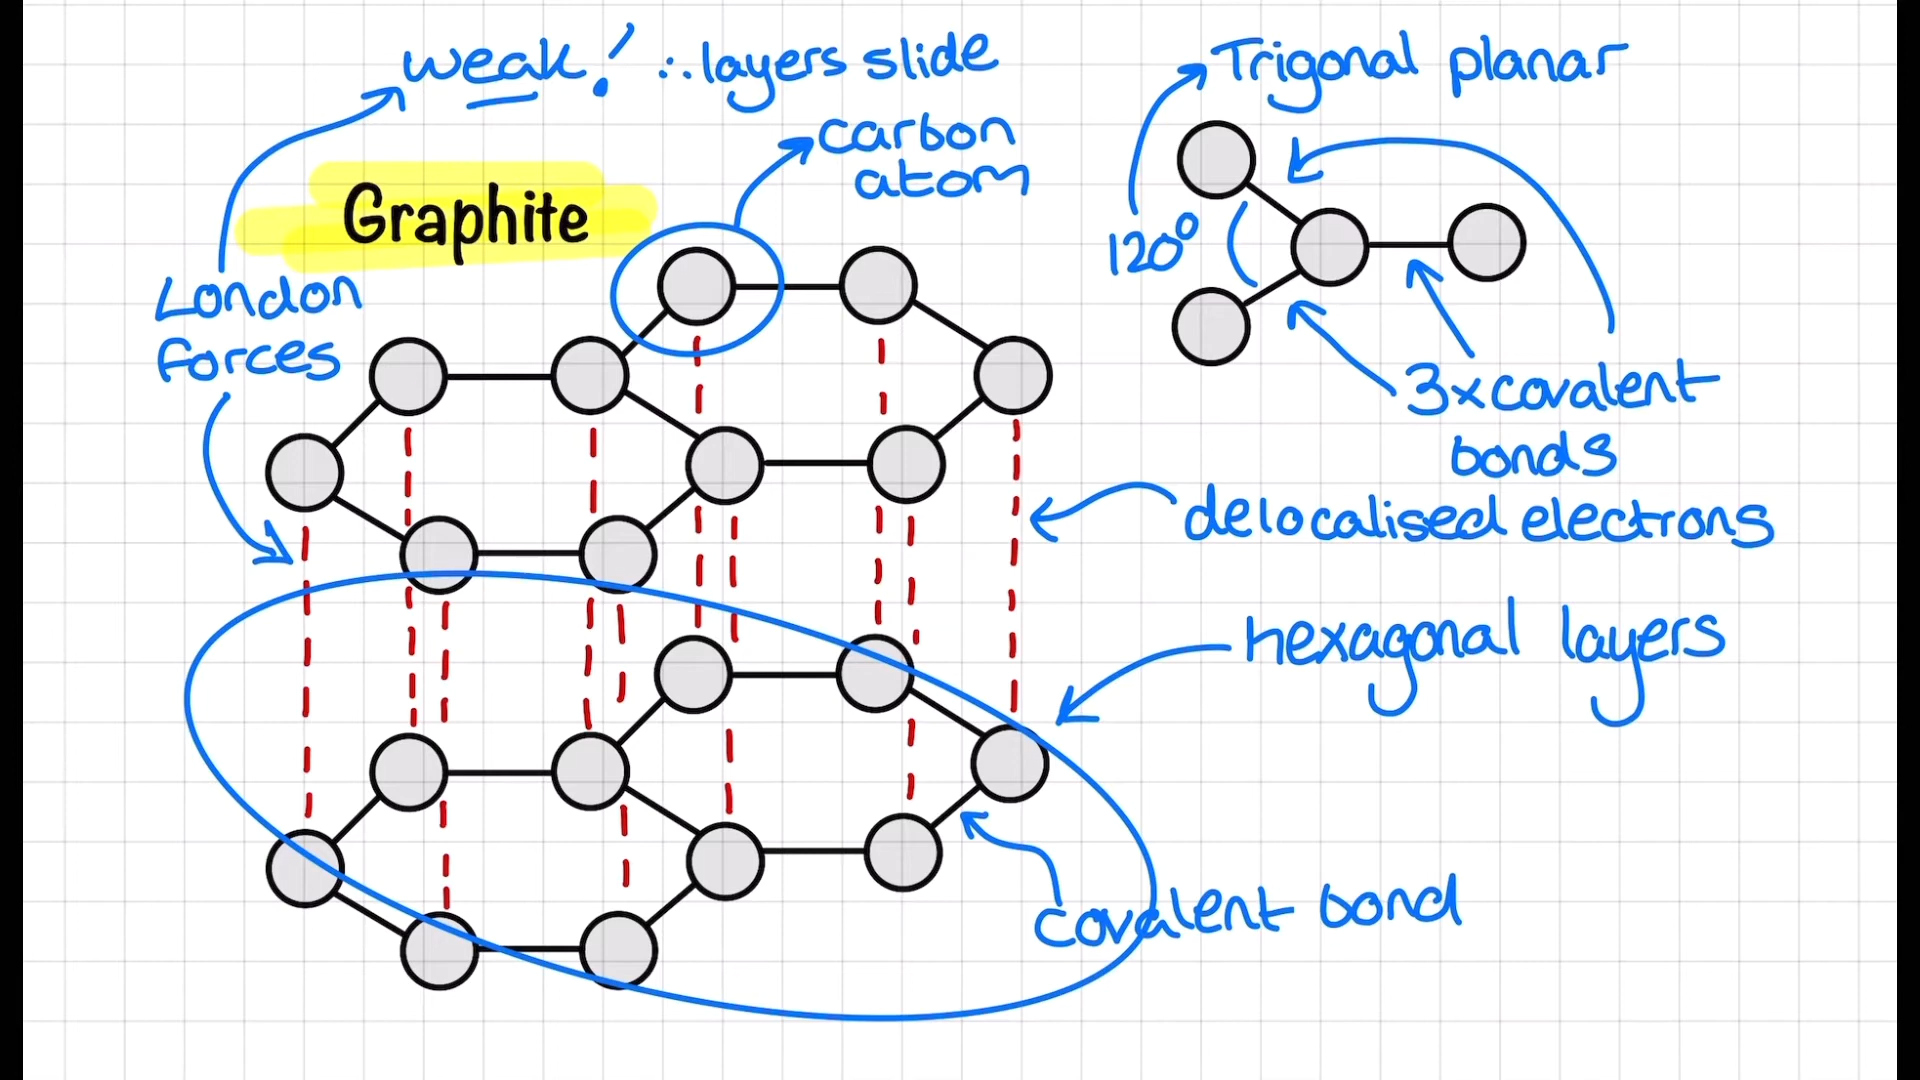 weak! ∴ layers slide
Trigonal planar
carbon
atom
Graphite
120°
London
forces
3x covalent
bonds
delocalised electrons
hexagonal layers
covalent bond